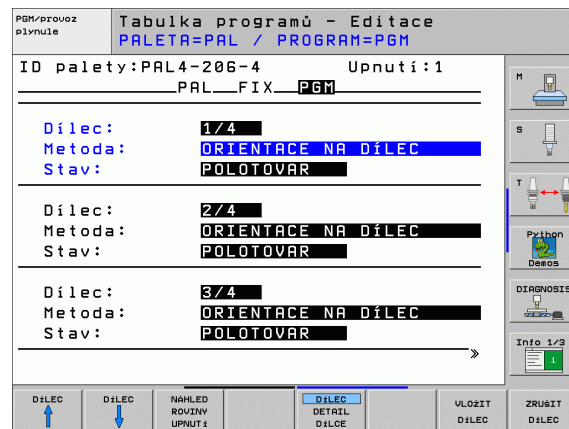 PGM/provoz
plynule
Tabulka programů - Editace
PALETA=PAL / PROGRAM=PGM
ID palety:PAL4-206-4 Upnutí:1
PAL FIX PGM
Dílec: 1/4
Metoda: ORIENTACE NA DÍLEC
Stav: POLOTOVAR
Dílec: 2/4
Metoda: ORIENTACE NA DÍLEC
Stav: POLOTOVAR
Dílec: 3/4
Metoda: ORIENTACE NA DÍLEC
Stav: POLOTOVAR
»
M
S
T
Python
Demos
DIAGNOSIS
Info 1/3
i
DÍLEC
DÍLEC
NÁHLED
ROVINY
UPNUTÍ
DÍLEC
DETAIL
DÍLCE
VLOŽIT
DÍLEC
ZRUŠIT
DÍLEC